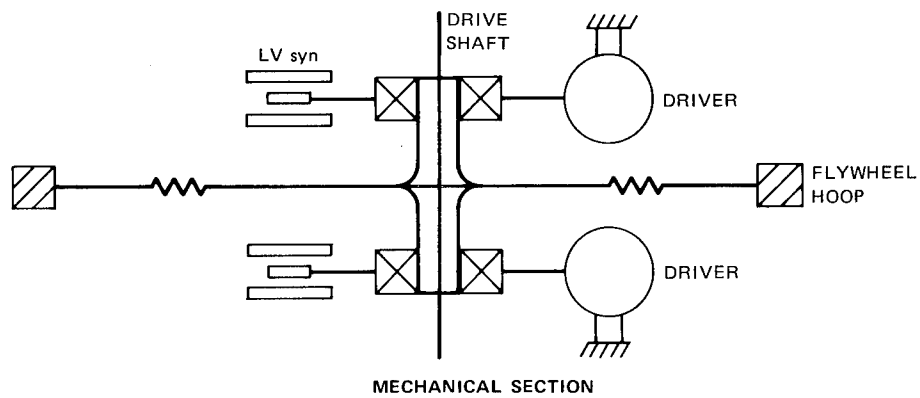 DRIVE
SHAFT
LV syn
DRIVER
FLYWHEEL
HOOP
DRIVER
MECHANICAL SECTION